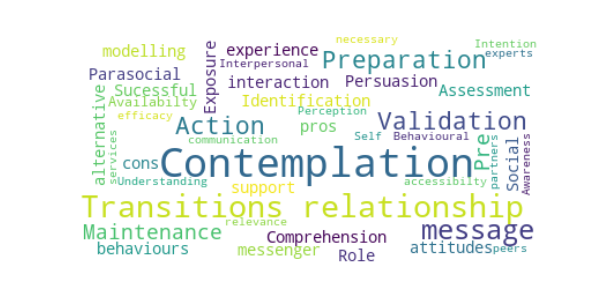 necessary
Intention
modelling
experience
experts
Exposure
Interpersonal
Preparation
Parasocial
interaction
Persuasion
Sucessful
Assessment
alternative
Availabilty
Identification
efficacy
Perception
pros
Action
Validation
communication
Self
Behavioural
Pre
services
cons
Contemplation
Social
partners
Awareness
Understanding
support
accessibilty
Transitions relationship
relevance
Maintenance
message
Comprehension
behaviours
messenger
Role
attitudes
peers